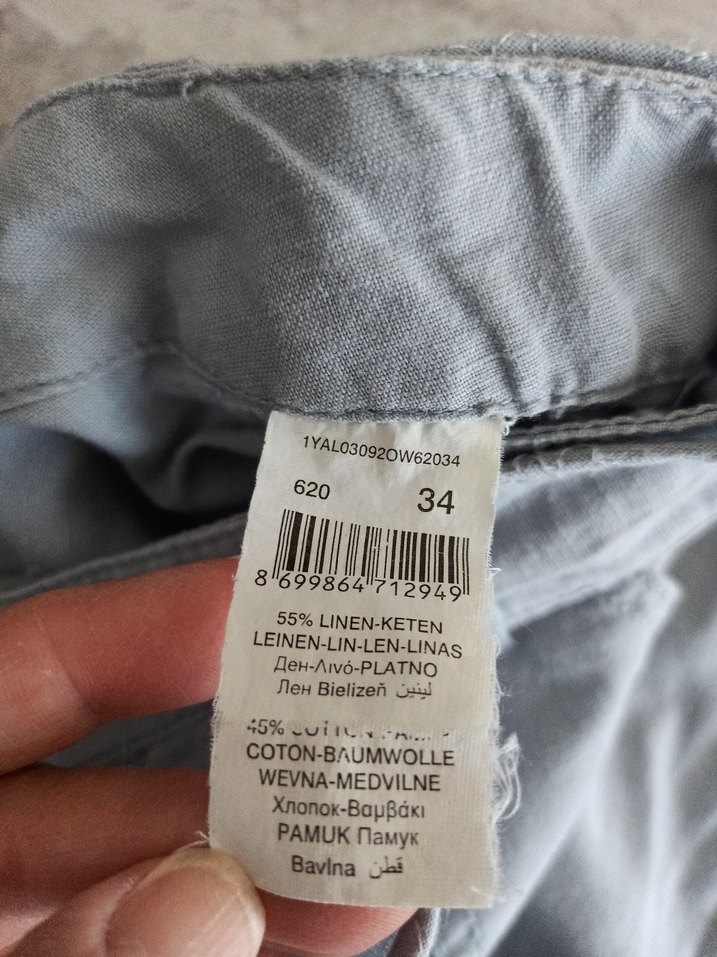 1YAL03092OW62034
620 34
8 699864 712949
55% LINEN-KETEN
LEINEN-LIN-LEN-LINAS
Ден-Λινό-PLATNO
Лен Bielizeň لينين
45% COTTON
COTON-BAUMWOLLE
WEVNA-MEDVILNE
Хлопок-Βαμβάκι
PAMUK Памук
Bavlna قطن